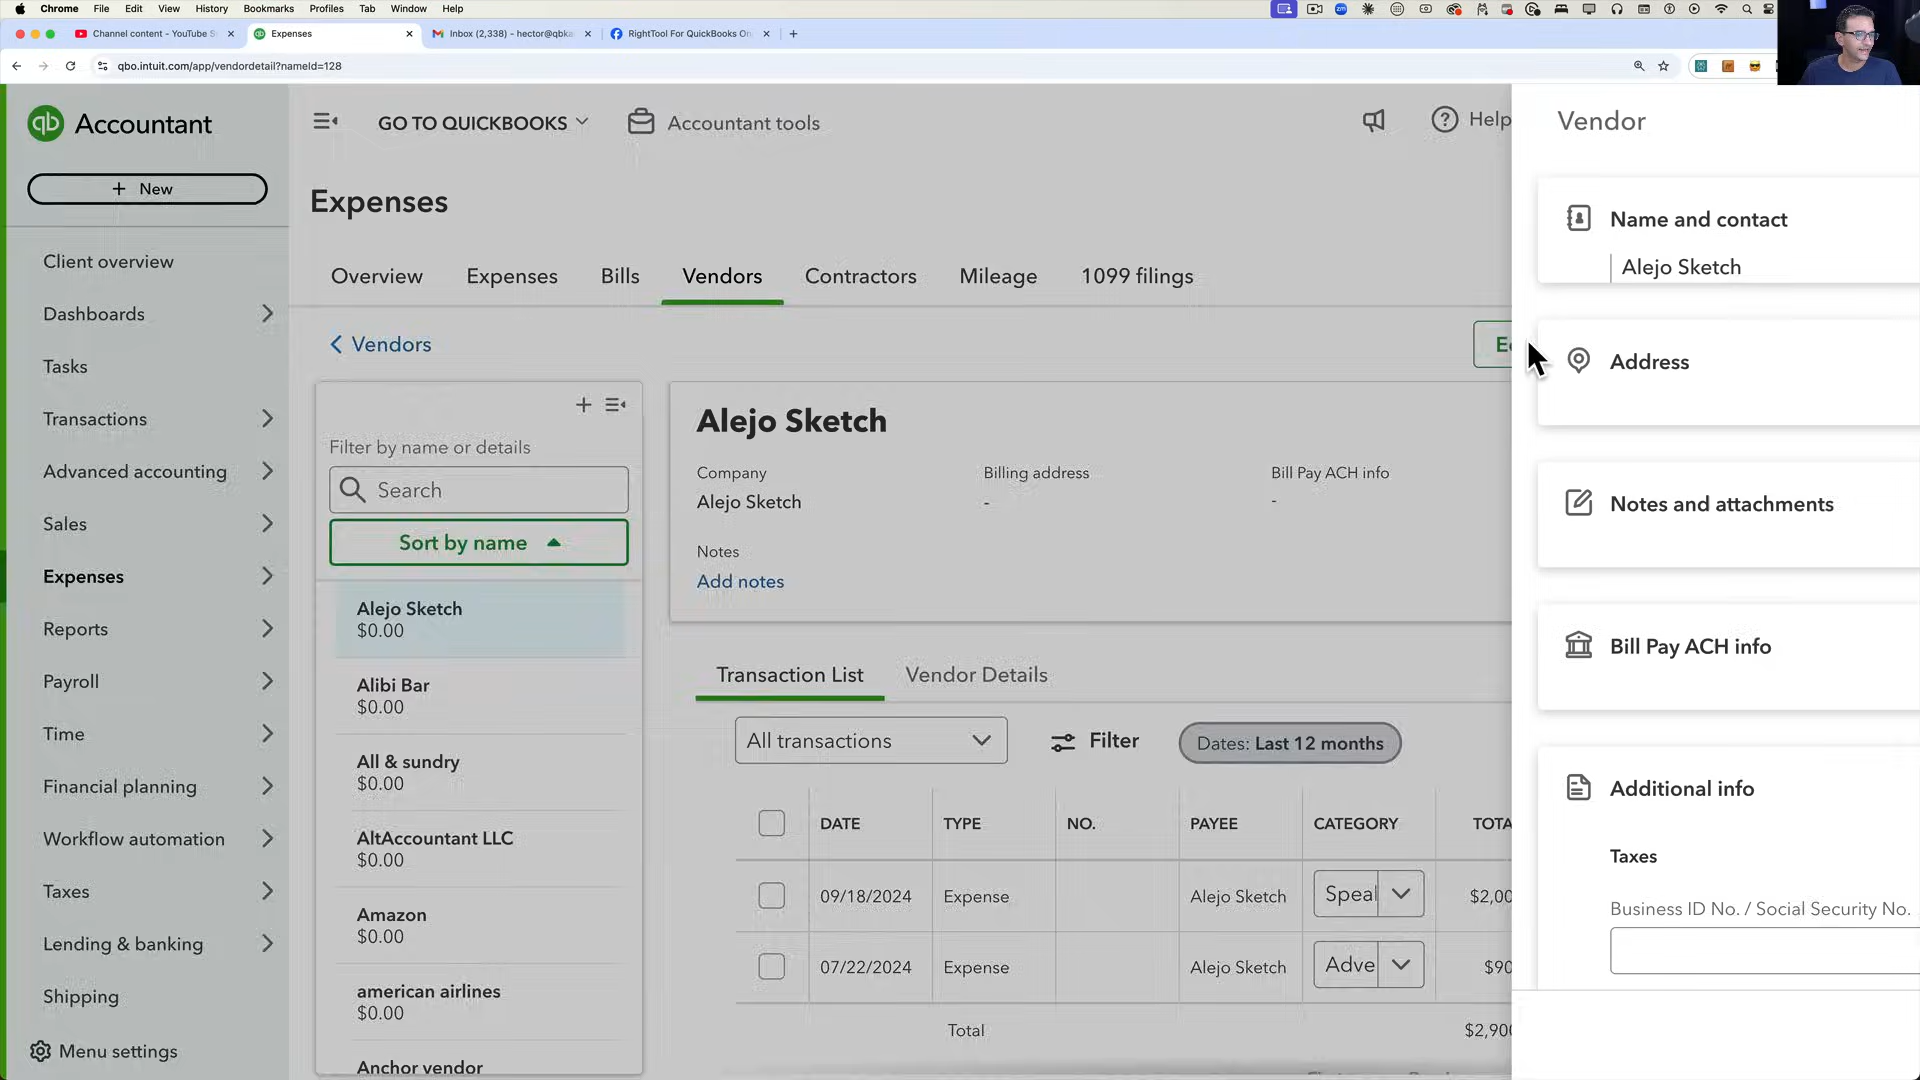 Chrome File Edit View History Bookmarks Profiles Tab Window Help
Channel content - YouTube S
Expenses
Inbox (2,338) - hector@qbka
RightTool For QuickBooks On
qbo.intuit.com/app/vendordetail?nameId=128
qb Accountant
GO TO QUICKBOOKS
Accountant tools
Help
Vendor
+ New
Expenses
Client overview
Dashboards
Tasks
Transactions
Advanced accounting
Sales
Expenses
Reports
Payroll
Time
Financial planning
Workflow automation
Taxes
Lending & banking
Shipping
Menu settings
Overview Expenses Bills Vendors Contractors Mileage 1099 filings
Vendors
Filter by name or details
Search
Sort by name
Alejo Sketch
$0.00
Alibi Bar
$0.00
All & sundry
$0.00
AltAccountant LLC
$0.00
Amazon
$0.00
american airlines
$0.00
Anchor vendor
Alejo Sketch
Company Billing address Bill Pay ACH info
Alejo Sketch - -
Notes
Add notes
Transaction List Vendor Details
All transactions Filter Dates: Last 12 months
DATE TYPE NO. PAYEE CATEGORY TOTA
09/18/2024 Expense Alejo Sketch Speal $2,00
07/22/2024 Expense Alejo Sketch Adve $90
Total $2,900
Name and contact
Alejo Sketch
Address
Notes and attachments
Bill Pay ACH info
Additional info
Taxes
Business ID No. / Social Security No.